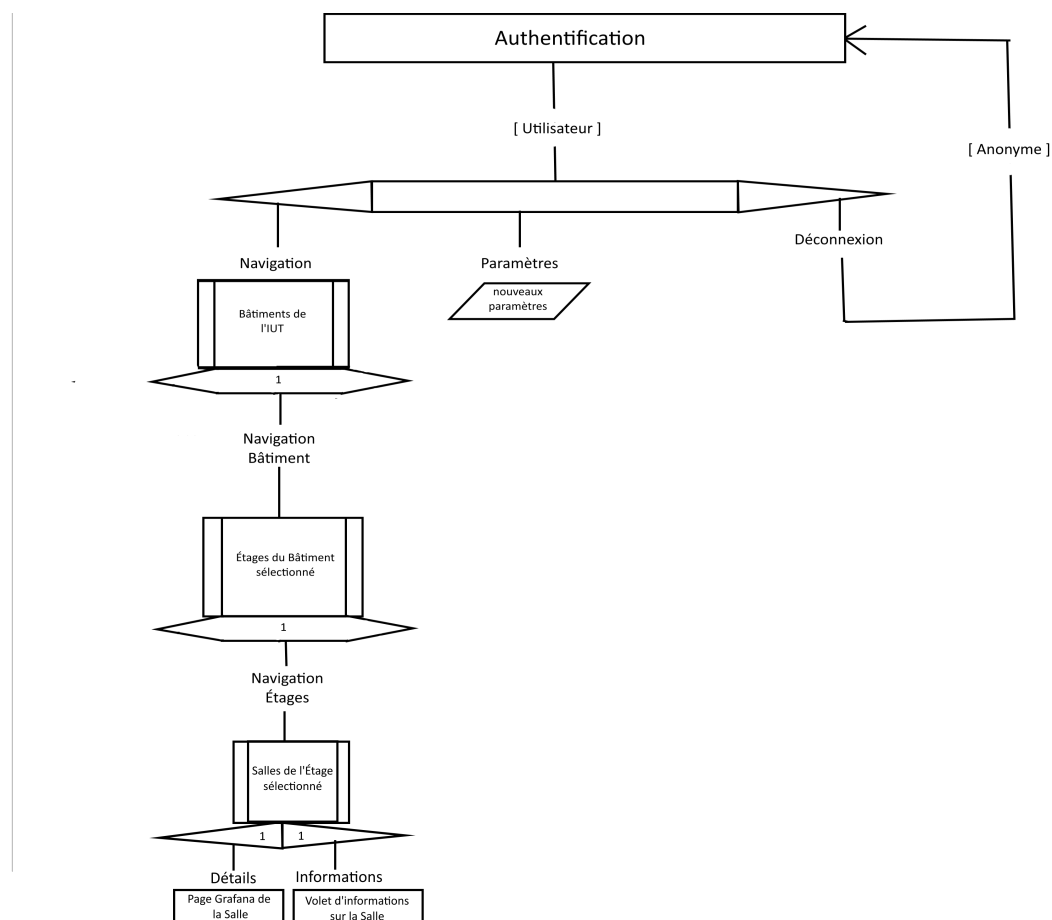 Authentification
[ Utilisateur ]
[ Anonyme ]
Déconnexion
Navigation
Paramètres
nouveaux
paramètres
Bâtiments de
l'IUT
1
Navigation
Bâtiment
Étages du Bâtiment
sélectionné
1
Navigation
Étages
Salles de l'Étage
sélectionné
1 1
Détails
Informations
Page Grafana de
la Salle
Volet d'informations
sur la Salle